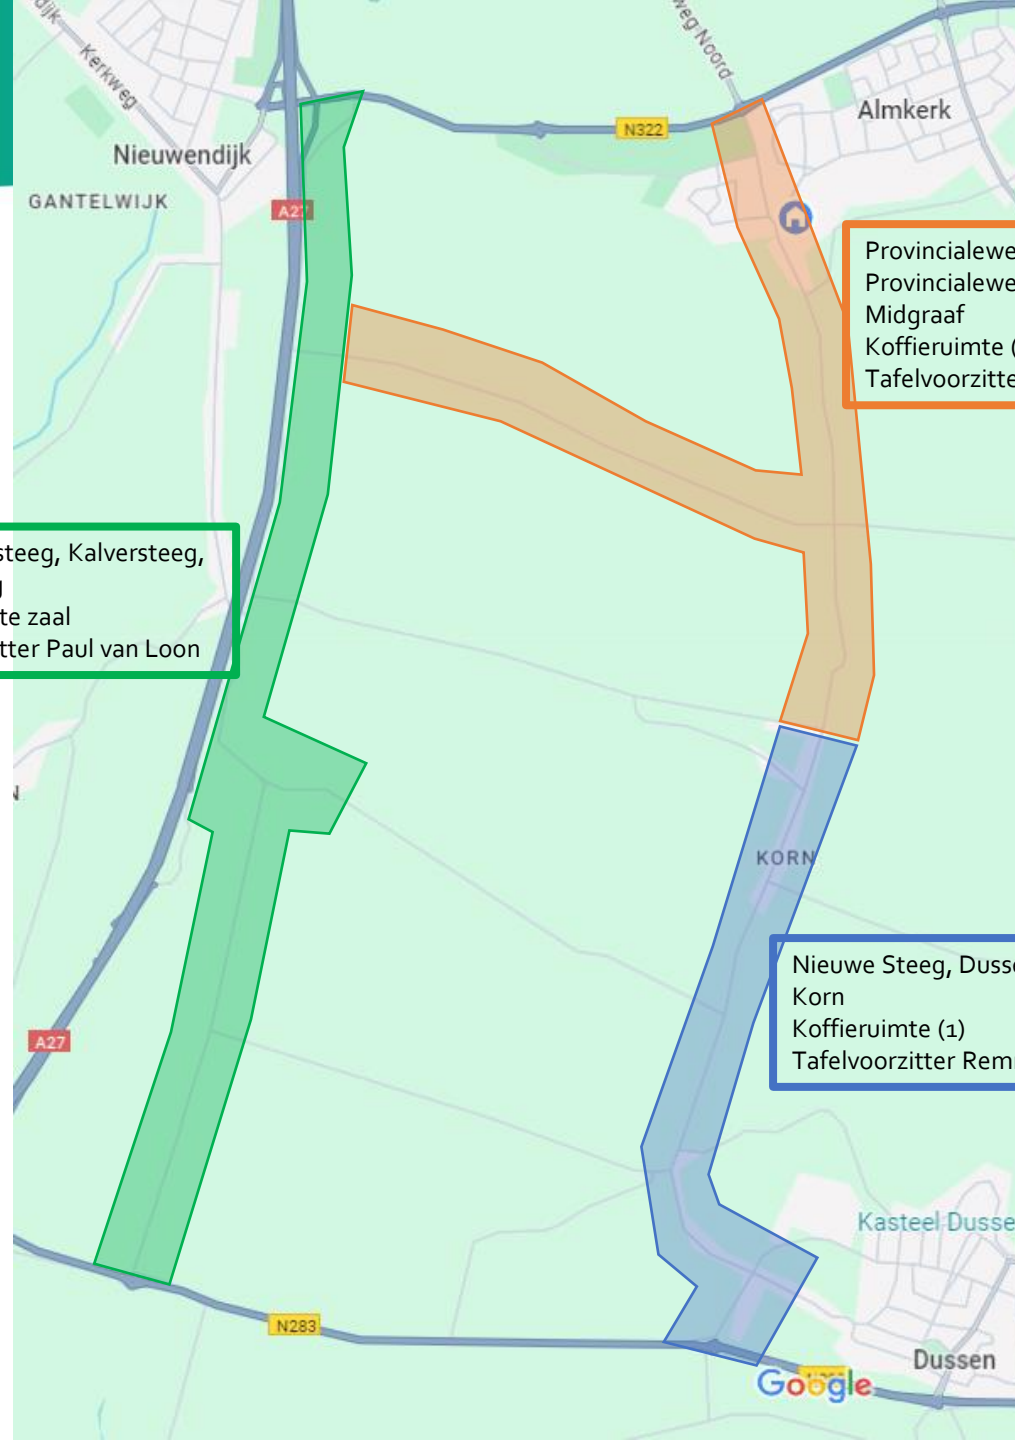 dijk
Kerkweg
weg Noord
Almkerk
N322
Nieuwendijk
GANTELWIJK
A27
Provincialewe
Provincialewe
Midgraaf
Koffieruimte (
Tafelvoorzitte
steeg, Kalversteeg,
g
te zaal
tter Paul van Loon
N
KORN
Nieuwe Steeg, Duss
Korn
Koffieruimte (1)
Tafelvoorzitter Rem
A27
Kasteel Dusse
N283
Dussen
Google